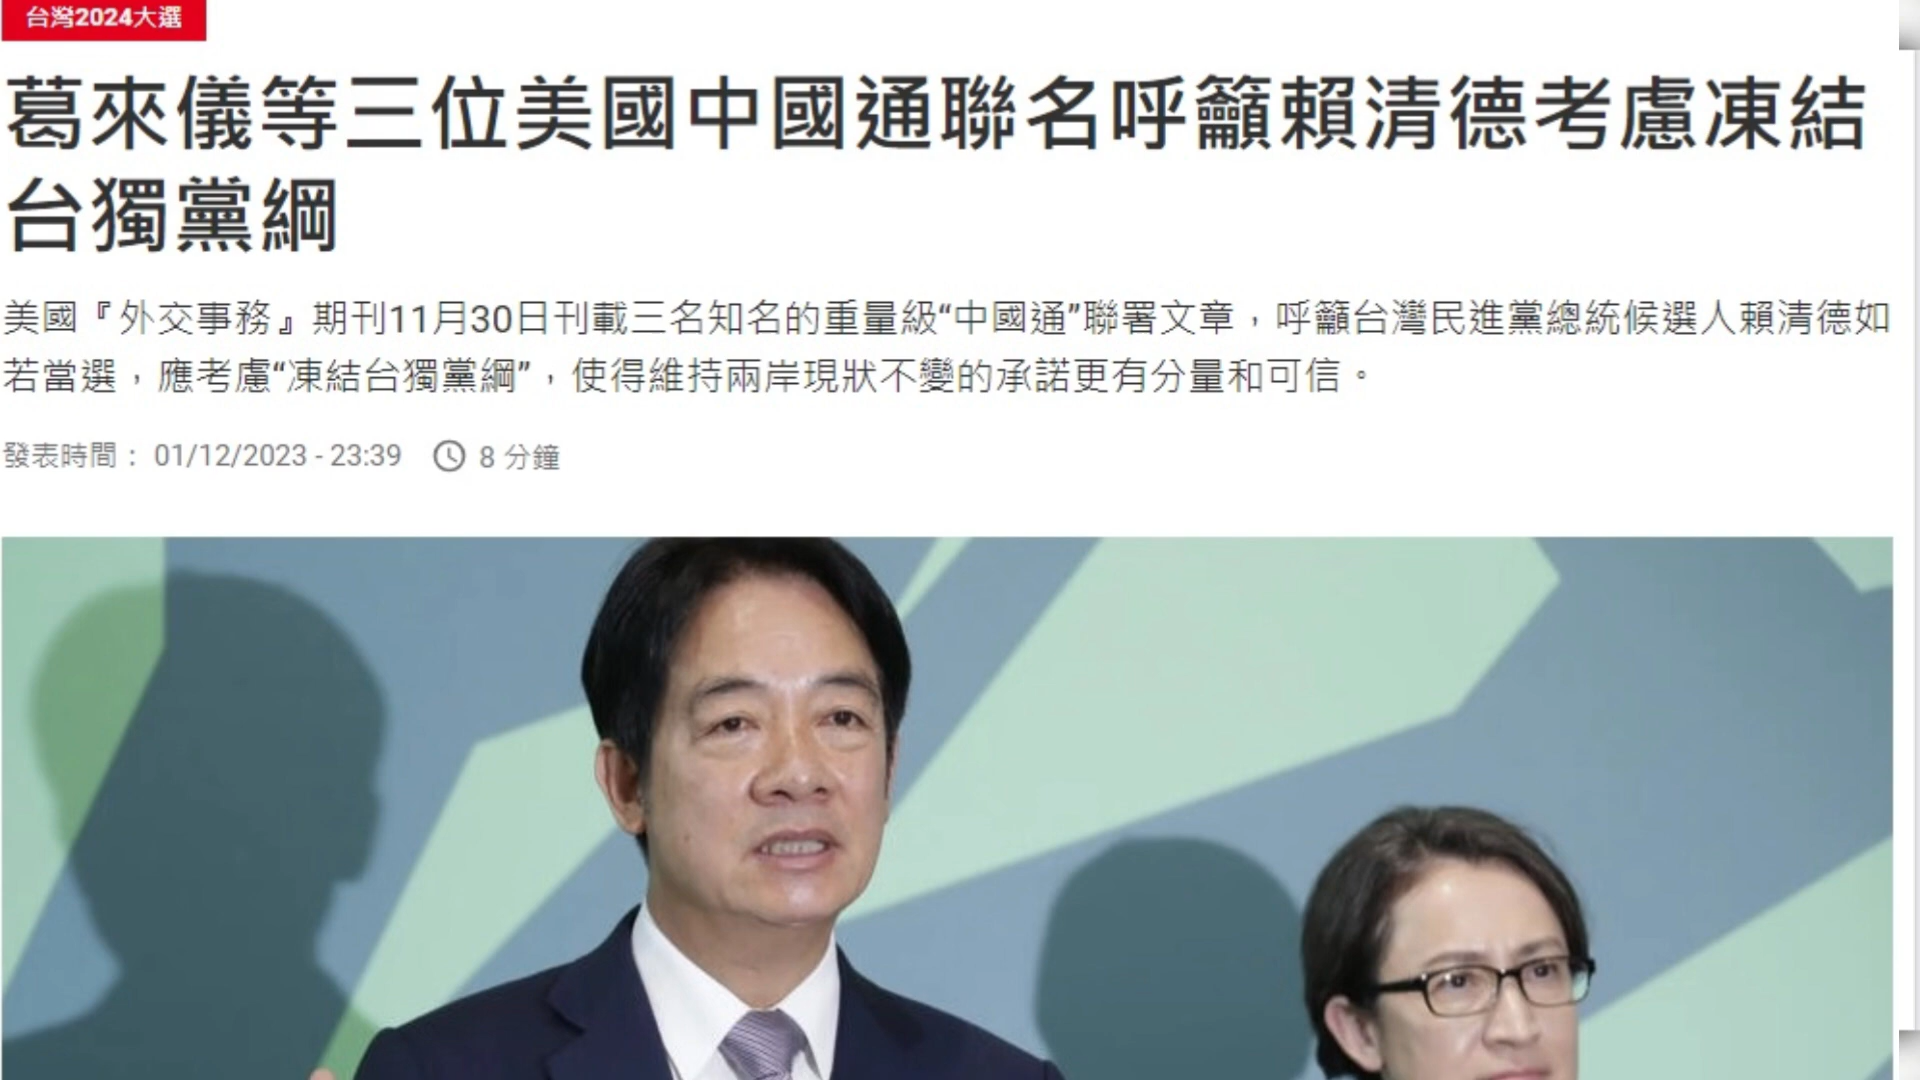 台灣2024大選
葛來儀等三位美國中國通聯名呼籲賴清德考慮凍結
台獨黨綱
美國『外交事務』期刊11月30日刊載三名知名的重量級“中國通”聯署文章，呼籲台灣民進黨總統候選人賴清德如
若當選，應考慮“凍結台獨黨綱”，使得維持兩岸現狀不變的承諾更有分量和可信。
發表時間： 01/12/2023 - 23:39 8 分鐘